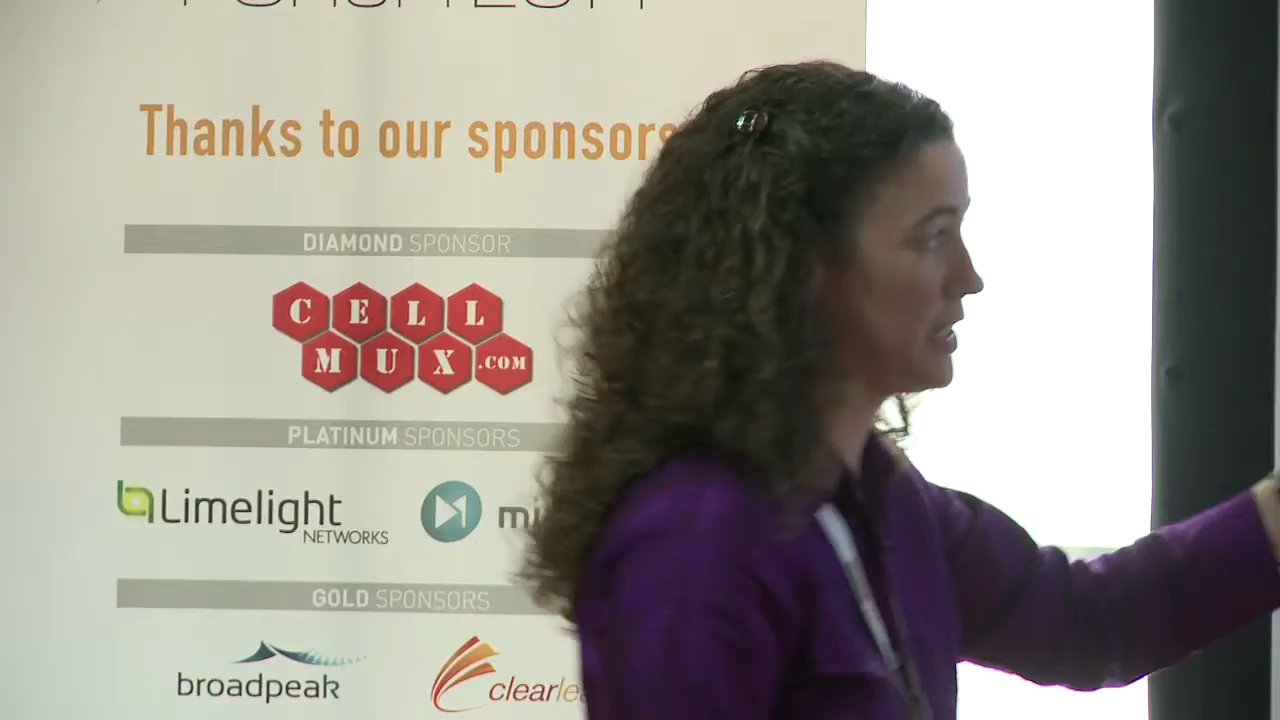 Thanks to our sponsors
DIAMOND SPONSOR
CELL
MUX.COM
PLATINUM SPONSORS
Limelight
NETWORKS
GOLD SPONSORS
broadpeak